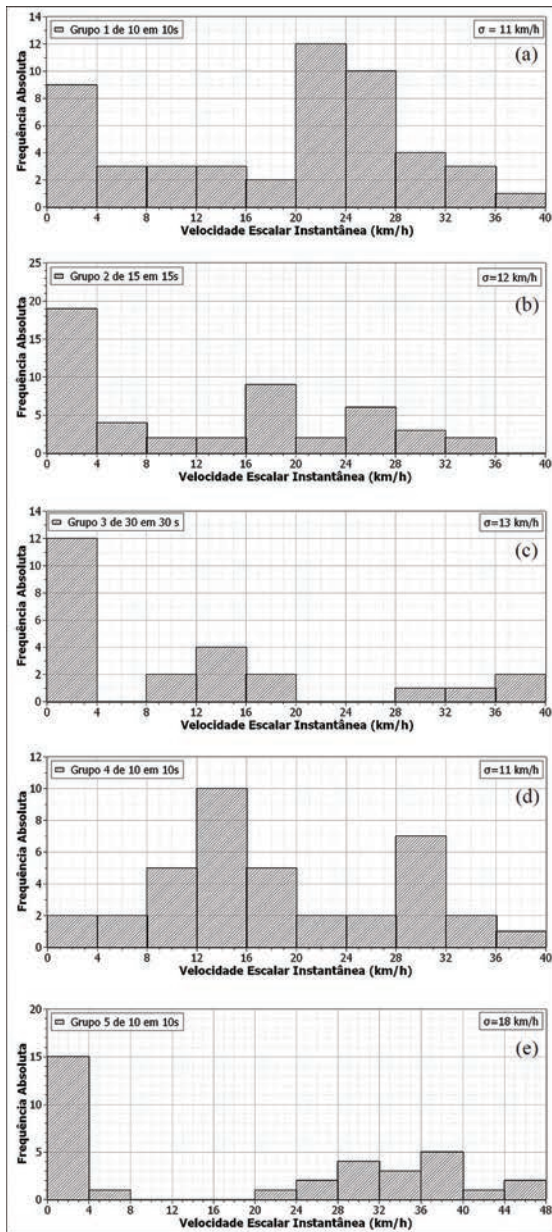 Grupo 1 de 10 em 10s
σ = 11 km/h
(a)
Frequência Absoluta
14
12
10
8
6
4
2
0
0 4 8 12 16 20 24 28 32 36 40
Velocidade Escalar Instantânea (km/h)
Grupo 2 de 15 em 15s
σ=12 km/h
(b)
Frequência Absoluta
25
20
15
10
5
0
0 4 8 12 16 20 24 28 32 36 40
Velocidade Escalar Instantânea (km/h)
Grupo 3 de 30 em 30 s
σ=13 km/h
(c)
Frequência Absoluta
14
12
10
8
6
4
2
0
0 4 8 12 16 20 24 28 32 36 40
Velocidade Escalar Instantânea (km/h)
Grupo 4 de 10 em 10s
σ=11 km/h
(d)
Frequência Absoluta
12
10
8
6
4
2
0
0 4 8 12 16 20 24 28 32 36 40
Velocidade Escalar Instantânea (km/h)
Grupo 5 de 10 em 10s
σ=18 km/h
(e)
Frequência Absoluta
20
15
10
5
0
0 4 8 12 16 20 24 28 32 36 40 44 48
Velocidade Escalar Instantânea (km/h)